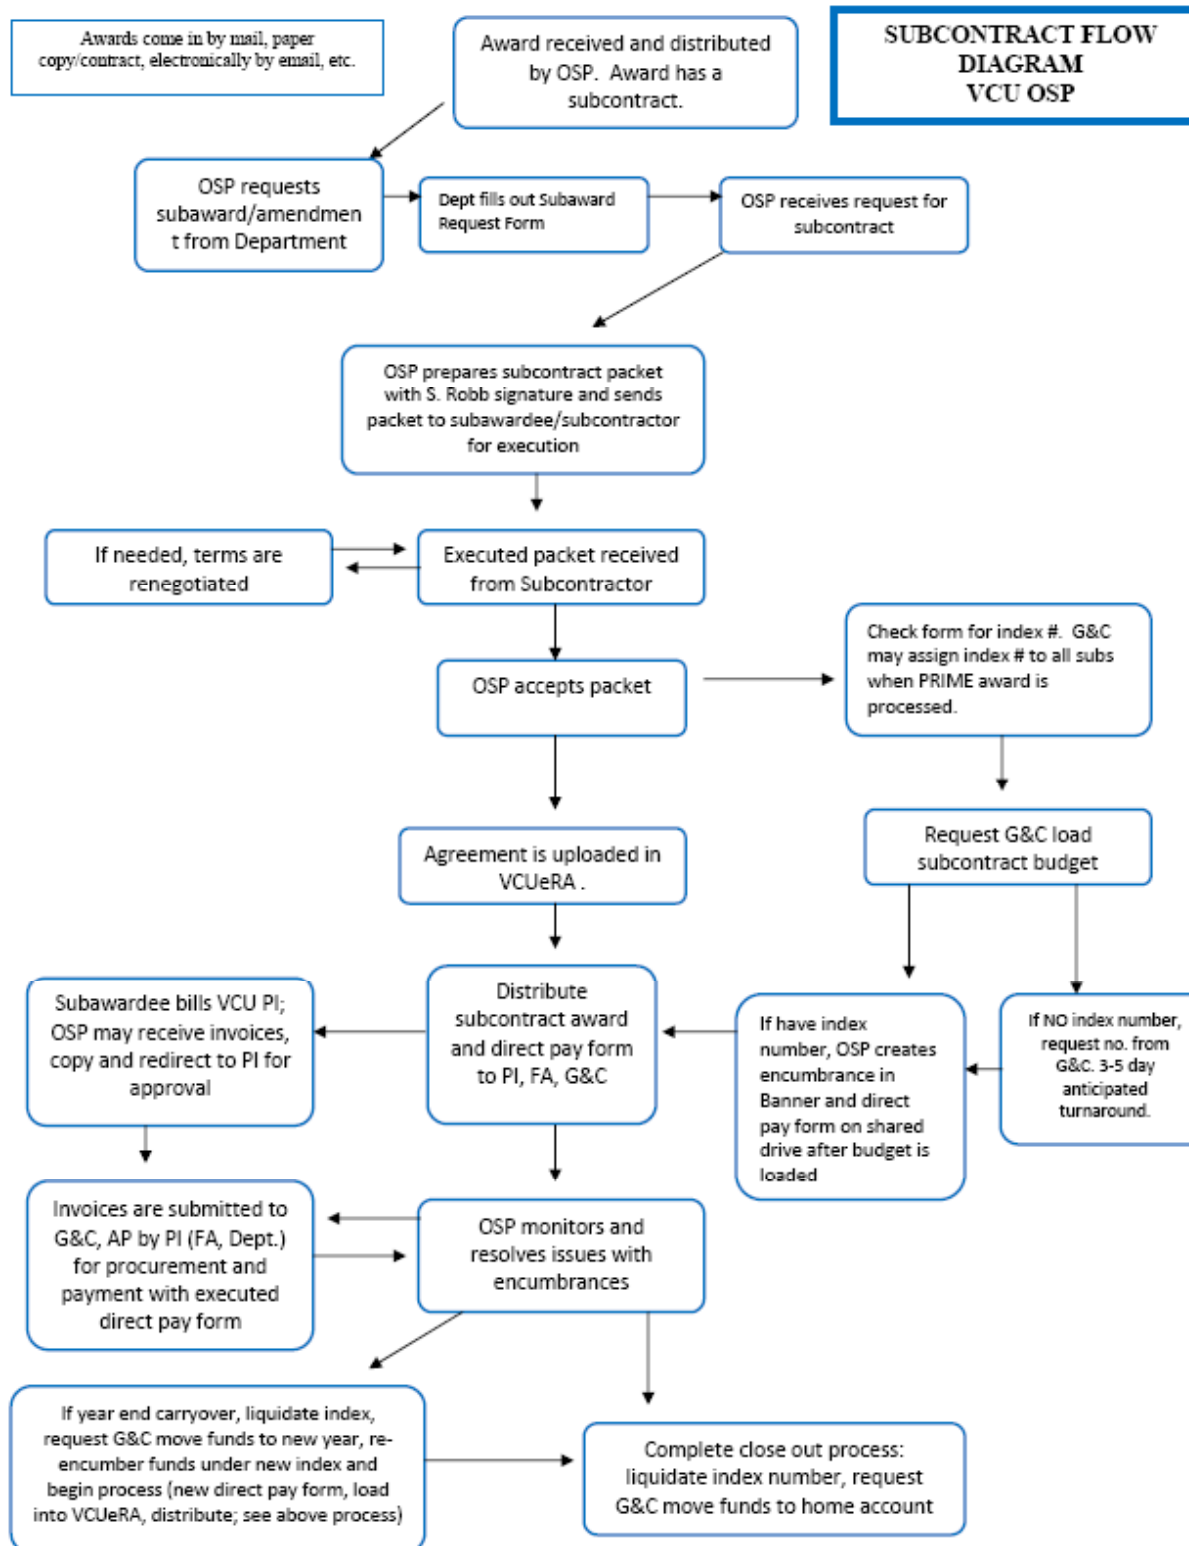 Awards come in by mail, paper
copy/contract, electronically by email, etc.
Award received and distributed
by OSP. Award has a
subcontract.
SUBCONTRACT FLOW
DIAGRAM
VCU OSP
OSP requests
subaward/amendmen
t from Department
Dept fills out Subaward
Request Form
OSP receives request for
subcontract
OSP prepares subcontract packet
with S. Robb signature and sends
packet to subawardee/subcontractor
for execution
If needed, terms are
renegotiated
Executed packet received
from Subcontractor
OSP accepts packet
Check form for index #. G&C
may assign index # to all subs
when PRIME award is
processed.
Request G&C load
subcontract budget
Agreement is uploaded in
VCUeRA .
Subawardee bills VCU PI;
OSP may receive invoices,
copy and redirect to PI for
approval
Distribute
subcontract award
and direct pay form
to PI, FA, G&C
If have index
number, OSP creates
encumbrance in
Banner and direct
pay form on shared
drive after budget is
loaded
If NO index number,
request no. from
G&C. 3-5 day
anticipated
turnaround.
Invoices are submitted to
G&C, AP by PI (FA, Dept.)
for procurement and
payment with executed
direct pay form
OSP monitors and
resolves issues with
encumbrances
If year end carryover, liquidate index,
request G&C move funds to new year, re-
encumber funds under new index and
begin process (new direct pay form, load
into VCUeRA, distribute; see above process)
Complete close out process:
liquidate index number, request
G&C move funds to home account